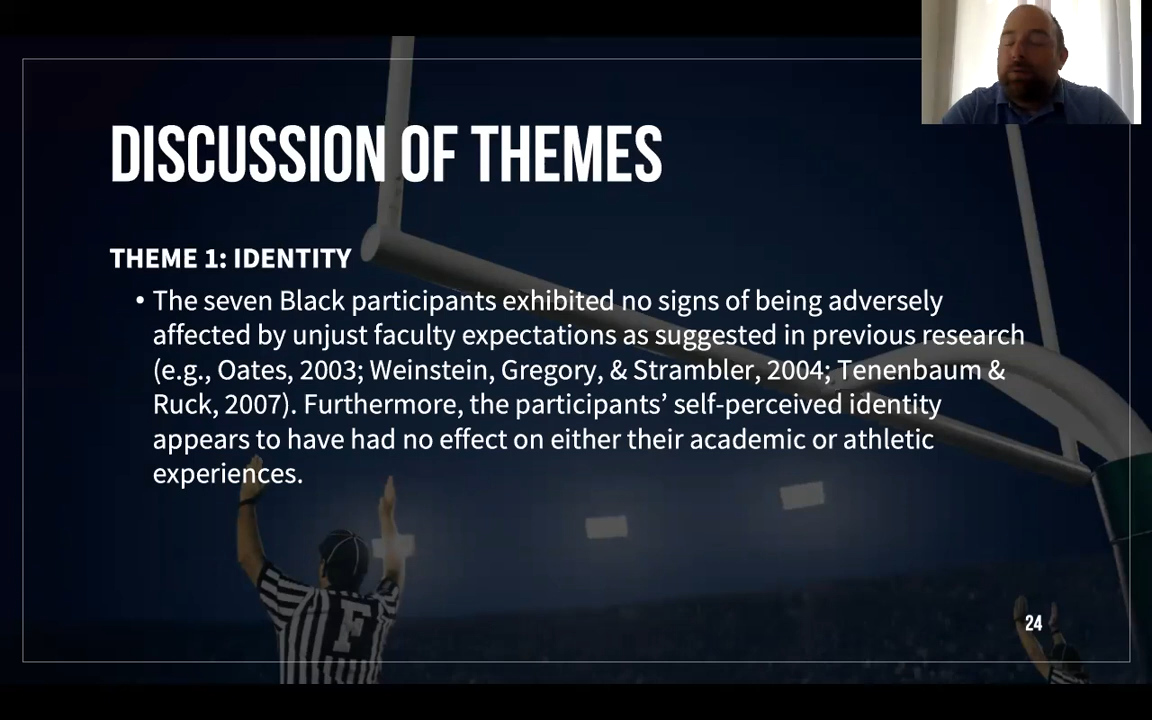 DISCUSSION OF THEMES
THEME 1: IDENTITY
• The seven Black participants exhibited no signs of being adversely
affected by unjust faculty expectations as suggested in previous research
(e.g., Oates, 2003; Weinstein, Gregory, & Strambler, 2004; Tenenbaum &
Ruck, 2007). Furthermore, the participants’ self-perceived identity
appears to have had no effect on either their academic or athletic
experiences.
F
24